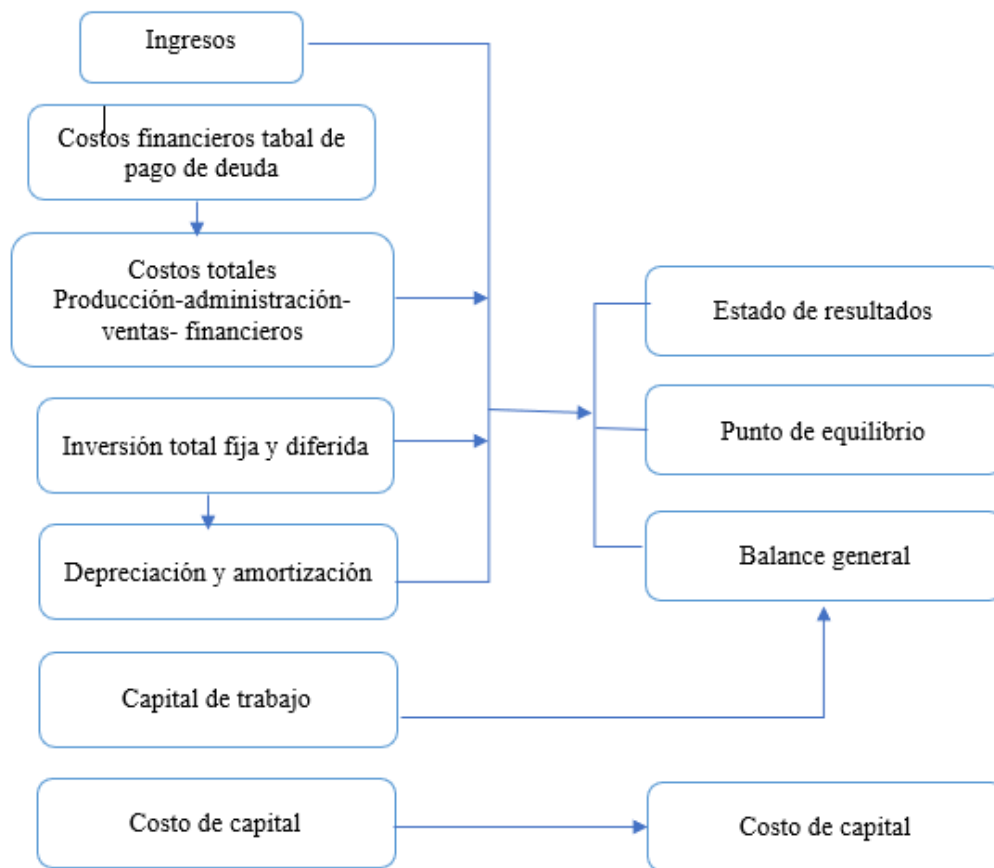 Ingresos
Costos financieros tabal de
pago de deuda
Costos totales
Producción-administración-
ventas- financieros
Inversión total fija y diferida
Depreciación y amortización
Capital de trabajo
Costo de capital
Estado de resultados
Punto de equilibrio
Balance general
Costo de capital